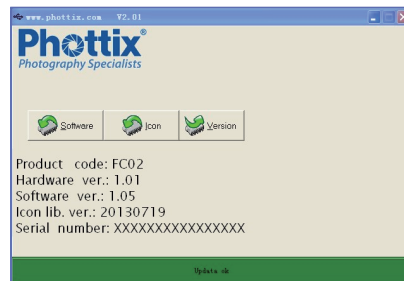 www.phottix.com V2.01
Phottix®
Photography Specialists
Software Icon Version
Product code: FC02
Hardware ver.: 1.01
Software ver.: 1.05
Icon lib. ver.: 20130719
Serial number: XXXXXXXXXXXXXXXX
Update ok